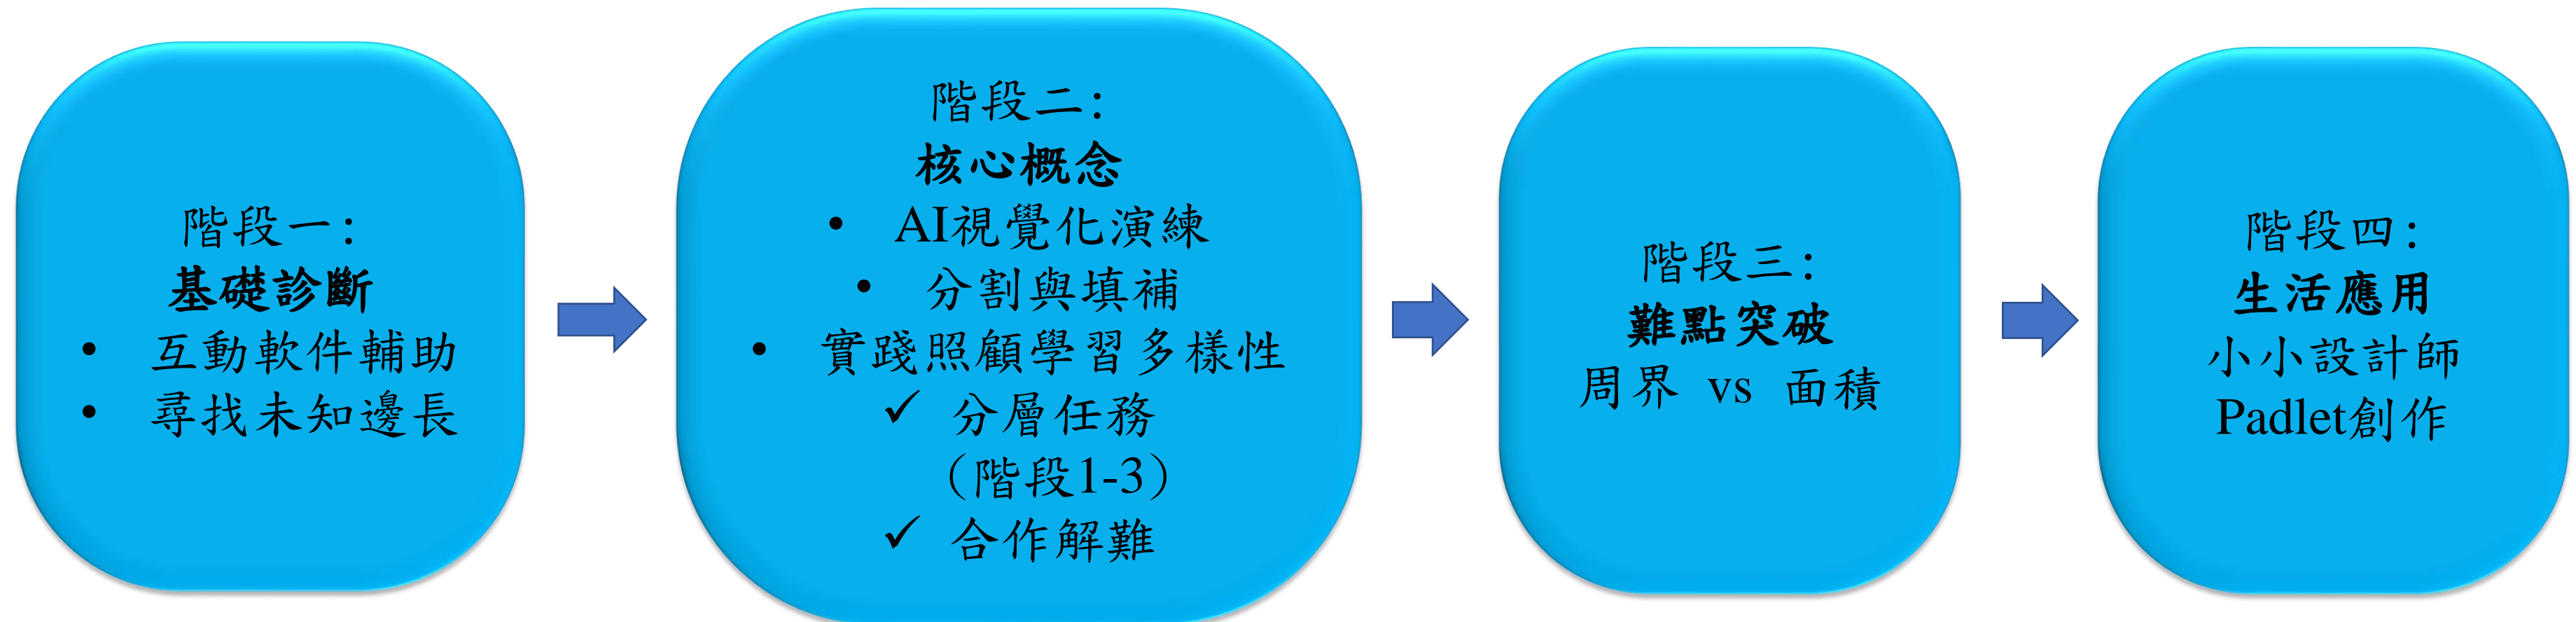 階段一：
基礎診斷
• 互動軟件輔助
• 尋找未知邊長
階段二：
核心概念
• AI視覺化演練
• 分割與填補
• 實踐照顧學習多樣性
✓ 分層任務
（階段1-3）
✓ 合作解難
階段三：
難點突破
周界 vs 面積
階段四：
生活應用
小小設計師
Padlet創作